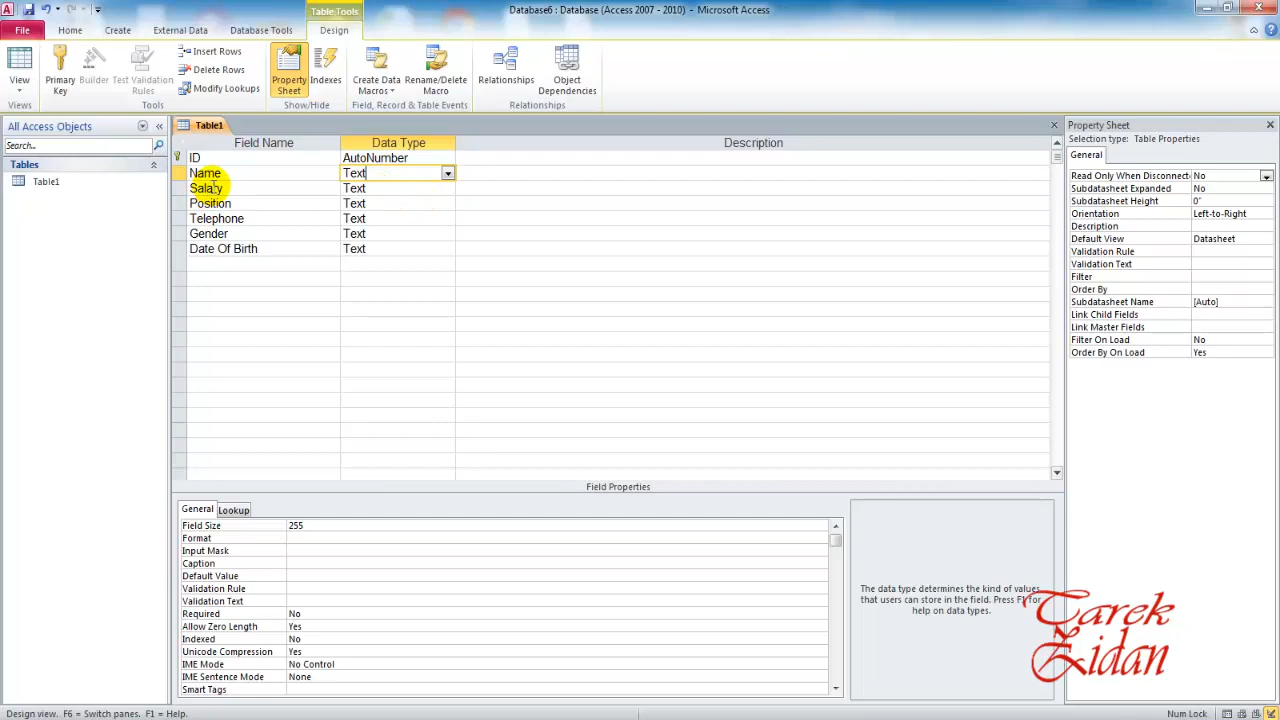 Table Tools
Database6 : Database (Access 2007 - 2010) - Microsoft Access
File Home Create External Data Database Tools Design
View
Primary Key
Builder
Test Validation Rules
Insert Rows
Delete Rows
Modify Lookups
Property Sheet
Indexes
Create Data Macros
Rename/Delete Macro
Relationships
Object Dependencies
Views Tools Show/Hide Field, Record & Table Events Relationships
All Access Objects
Search...
Tables
Table1
Table1
Field Name Data Type Description
ID AutoNumber
Name Text
Salary Text
Position Text
Telephone Text
Gender Text
Date Of Birth Text
Field Properties
General Lookup
Field Size 255
Format
Input Mask
Caption
Default Value
Validation Rule
Validation Text
Required No
Allow Zero Length Yes
Indexed No
Unicode Compression Yes
IME Mode No Control
IME Sentence Mode None
Smart Tags
The data type determines the kind of values
that users can store in the field. Press F1 for
help on data types.
Property Sheet
Selection type: Table Properties
General
Read Only When Disconnect No
Subdatasheet Expanded No
Subdatasheet Height 0"
Orientation Left-to-Right
Description
Default View Datasheet
Validation Rule
Validation Text
Filter
Order By
Subdatasheet Name [Auto]
Link Child Fields
Link Master Fields
Filter On Load No
Order By On Load Yes
Tarek
Zidan
Design view. F6 = Switch panes. F1 = Help.
Num Lock